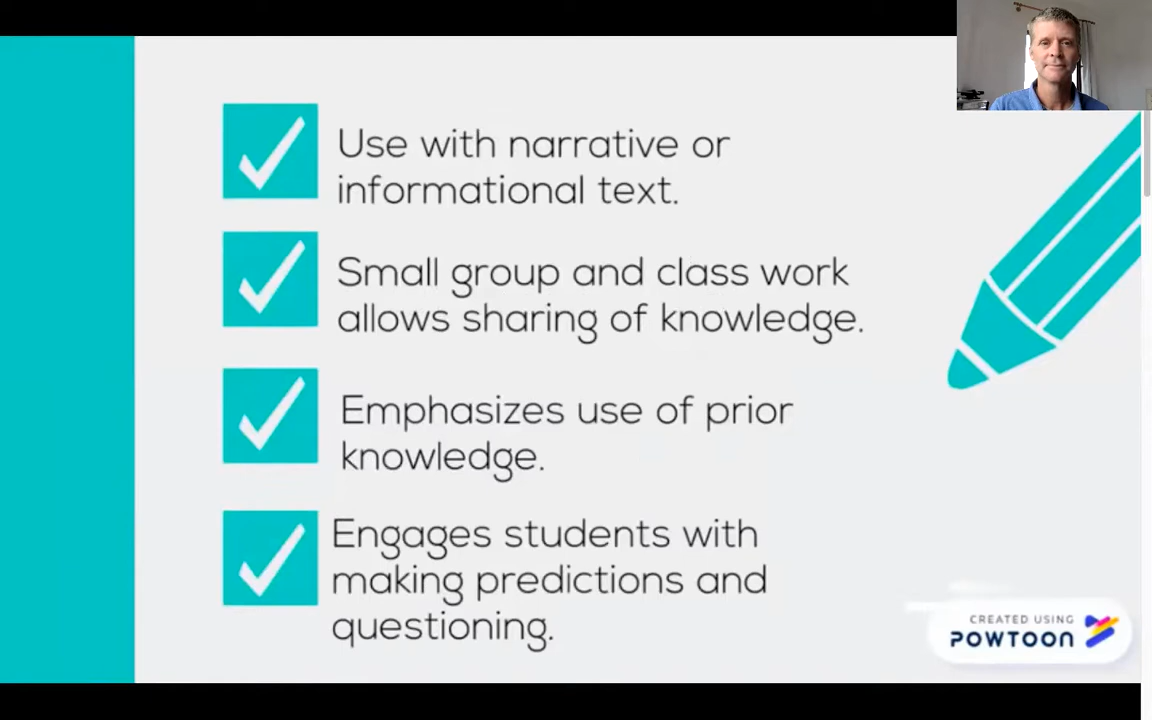 Use with narrative or
informational text.
Small group and class work
allows sharing of knowledge.
Emphasizes use of prior
knowledge.
Engages students with
making predictions and
questioning.
CREATED USING
POWTOON